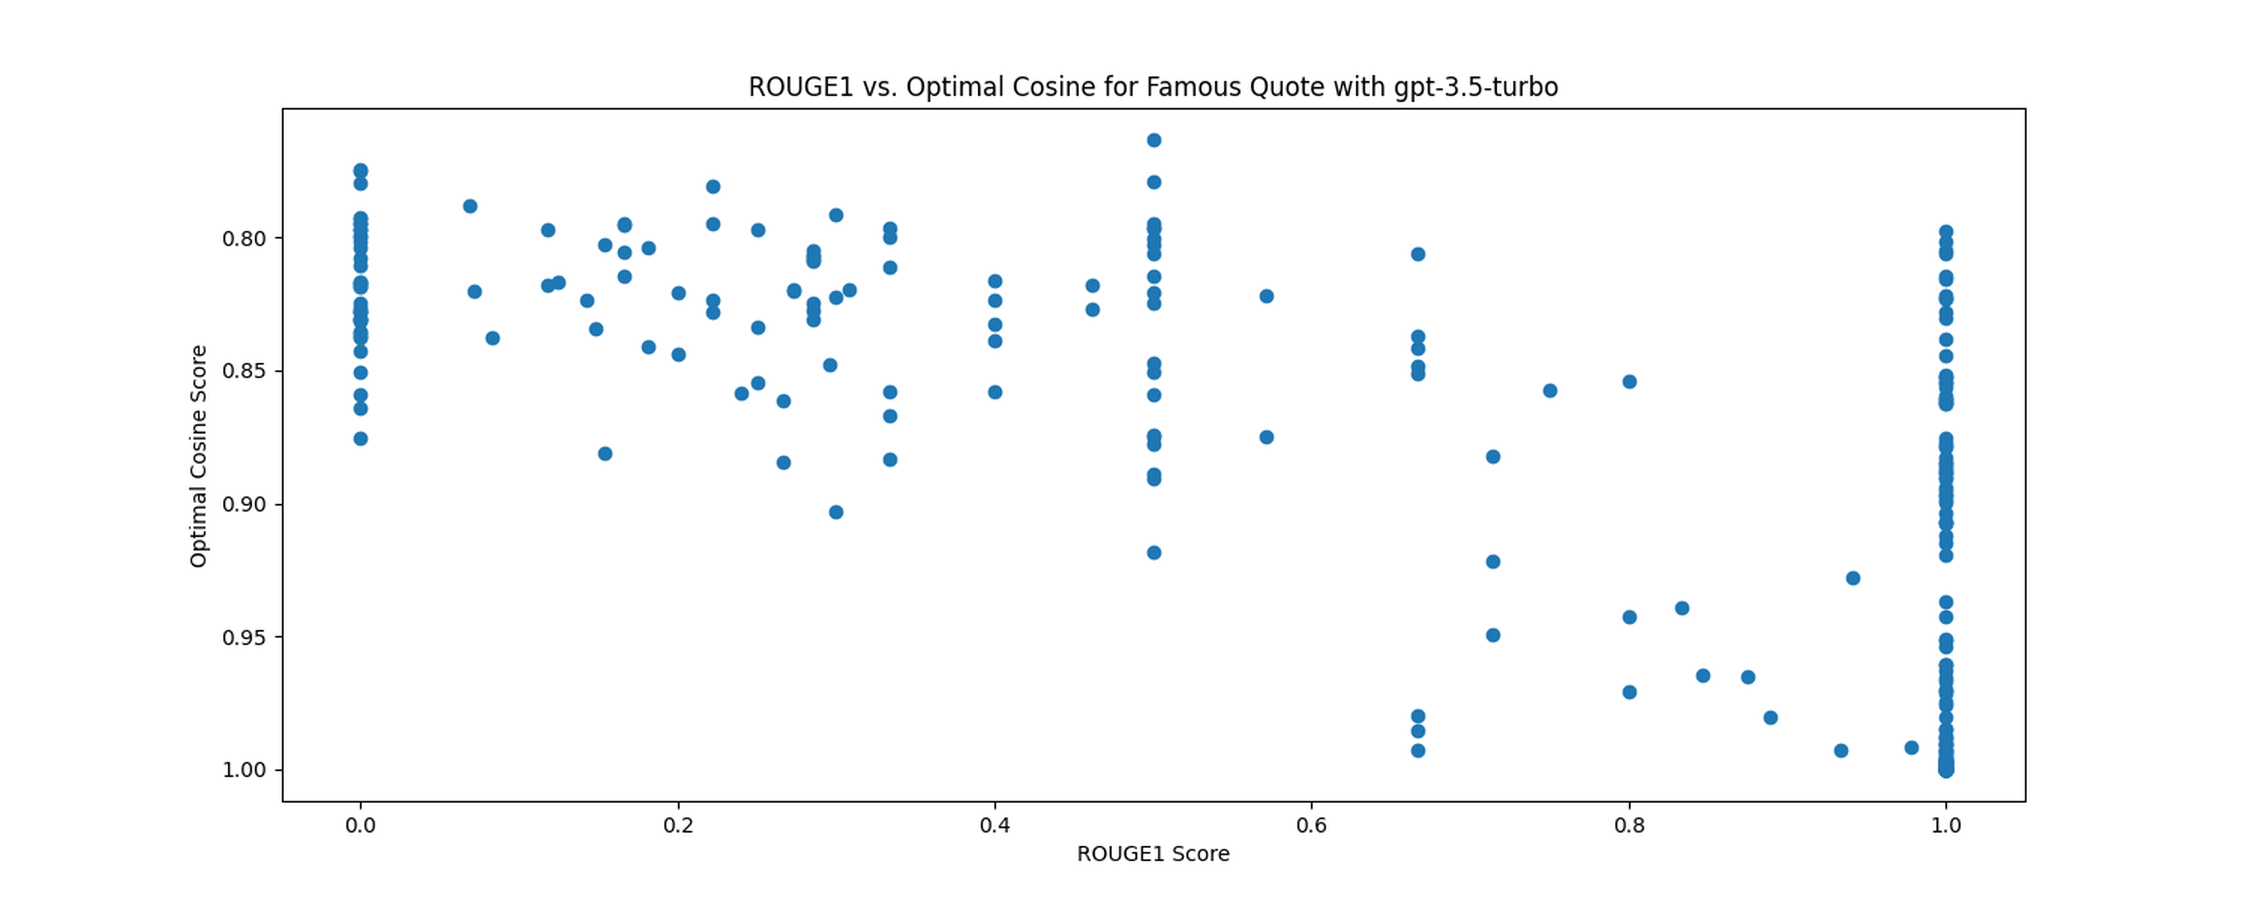 ROUGE1 vs. Optimal Cosine for Famous Quote with gpt-3.5-turbo
Optimal Cosine Score
0.80
0.85
0.90
0.95
1.00
0.0 0.2 0.4 0.6 0.8 1.0
ROUGE1 Score